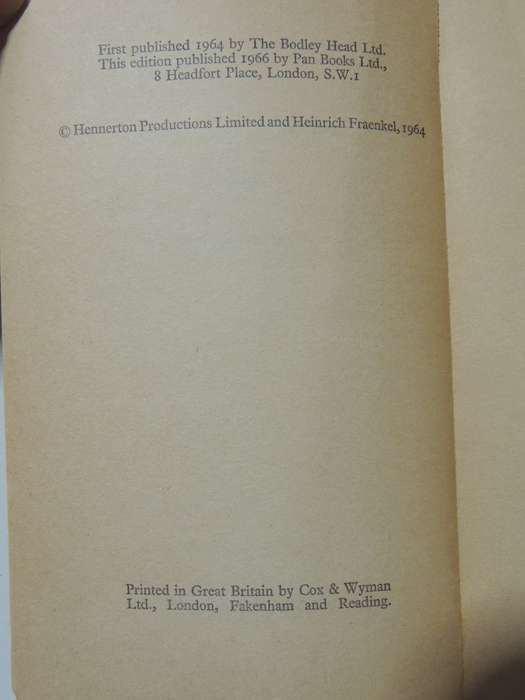 First published 1964 by The Bodley Head Ltd.
This edition published 1966 by Pan Books Ltd.,
8 Headfort Place, London, S.W.1
© Hennerton Productions Limited and Heinrich Fraenkel, 1964
Printed in Great Britain by Cox & Wyman
Ltd., London, Fakenham and Reading.